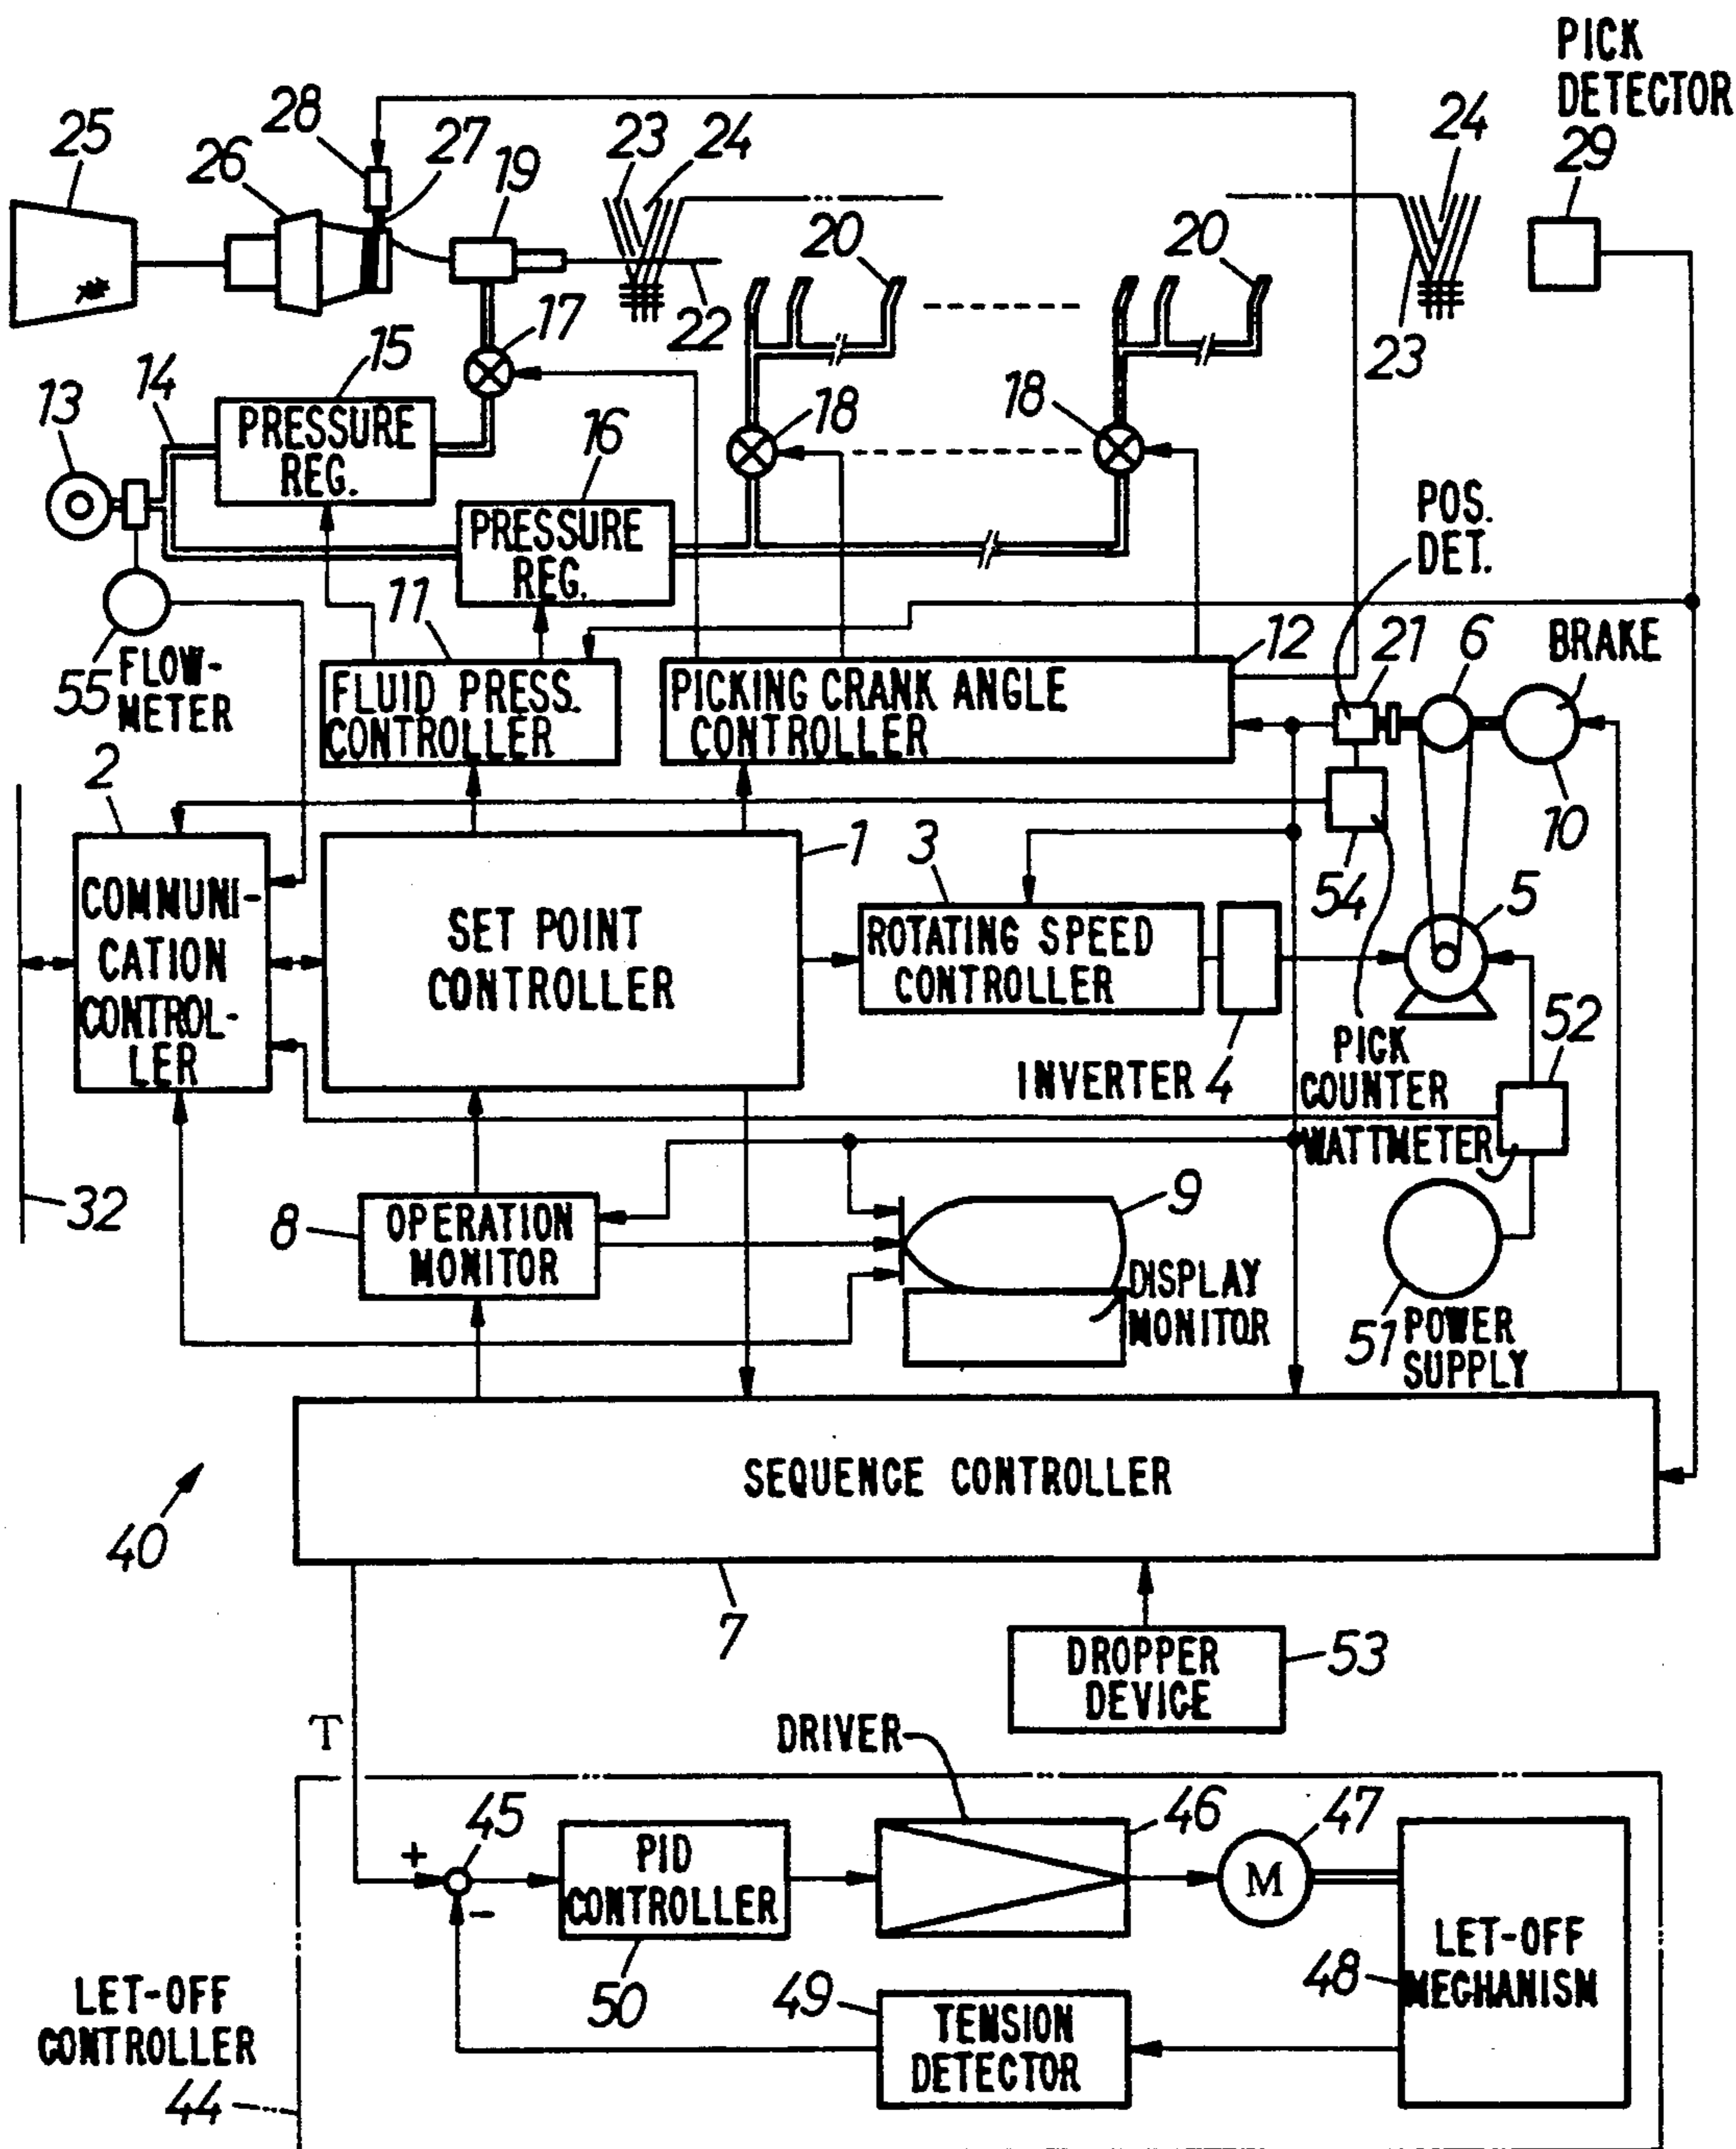 PICK
DETECTOR
29
25
28
26
27
19
23
24
24
20
20
22
17
23
13
14
15
PRESSURE
REG.
16
PRESSURE
REG.
18
18
POS.
DET.
55
FLOW-
METER
11
FLUID PRESS.
CONTROLLER
PICKING CRANK ANGLE
CONTROLLER
12
21
6
BRAKE
10
2
COMMUNI-
CATION
CONTROL-
LER
SET POINT
CONTROLLER
1
3
ROTATING SPEED
CONTROLLER
INVERTER 4
54
PICK
COUNTER
5
52
WATTMETER
32
8
OPERATION
MONITOR
9
DISPLAY
MONITOR
51 POWER
SUPPLY
SEQUENCE CONTROLLER
40
7
DROPPER
DEVICE
53
T
DRIVER
+
45
-
PID
CONTROLLER
50
46
47
M
LET-OFF
MECHANISM
48
49
TENSION
DETECTOR
LET-OFF
CONTROLLER
44